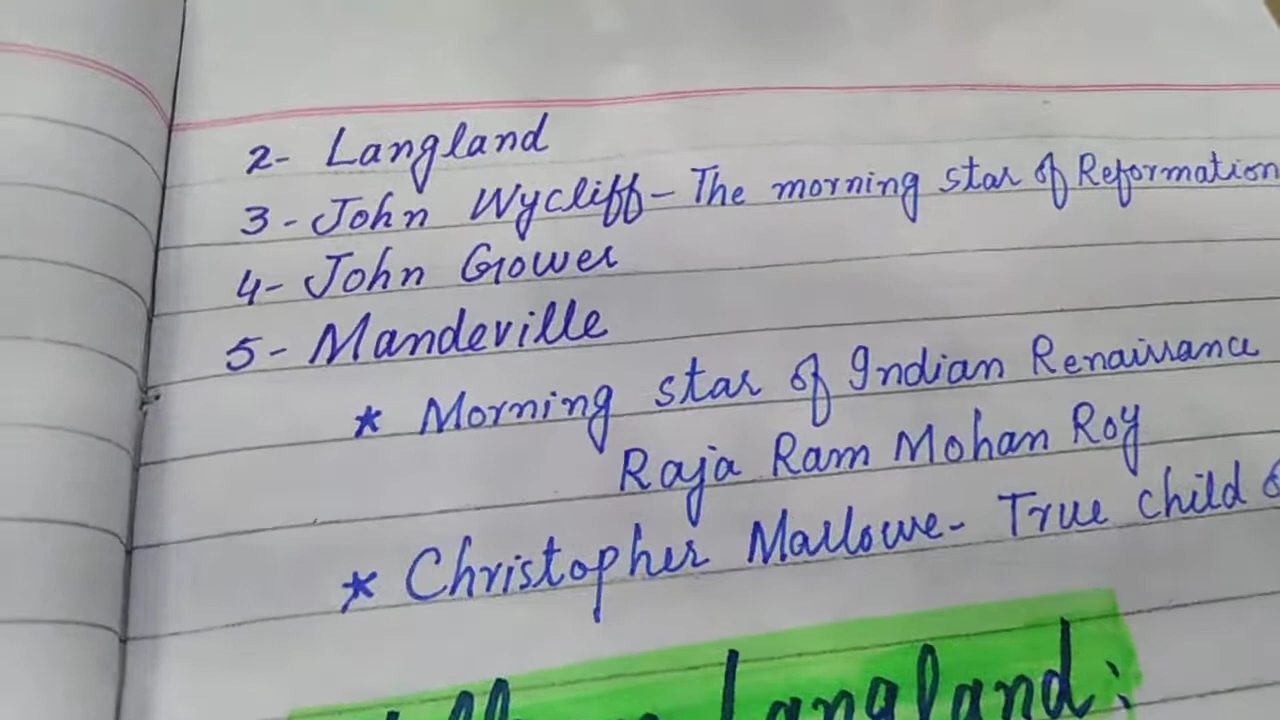 2- Langland
3- John Wycliff- The morning star of Reformation
4- John Gower
5- Mandeville
* Morning star of Indian Renaissance
Raja Ram Mohan Roy
* Christopher Marlowe- True child
Langland: